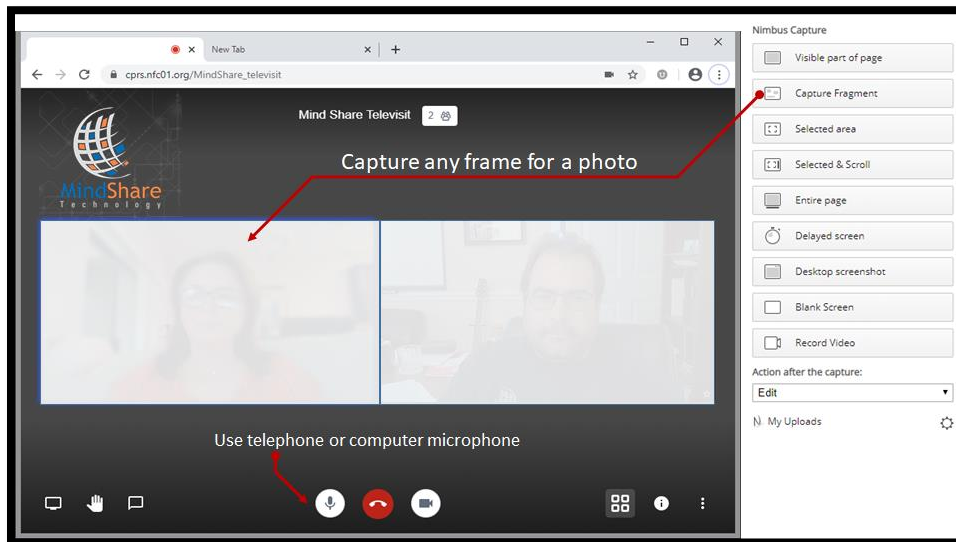 New Tab
cprs.nfc01.org/MindShare_televisit
Mind Share Televisit 2
MindShare
Technology
Capture any frame for a photo
Use telephone or computer microphone
Nimbus Capture
Visible part of page
Capture Fragment
Selected area
Selected & Scroll
Entire page
Delayed screen
Desktop screenshot
Blank Screen
Record Video
Action after the capture:
Edit
My Uploads